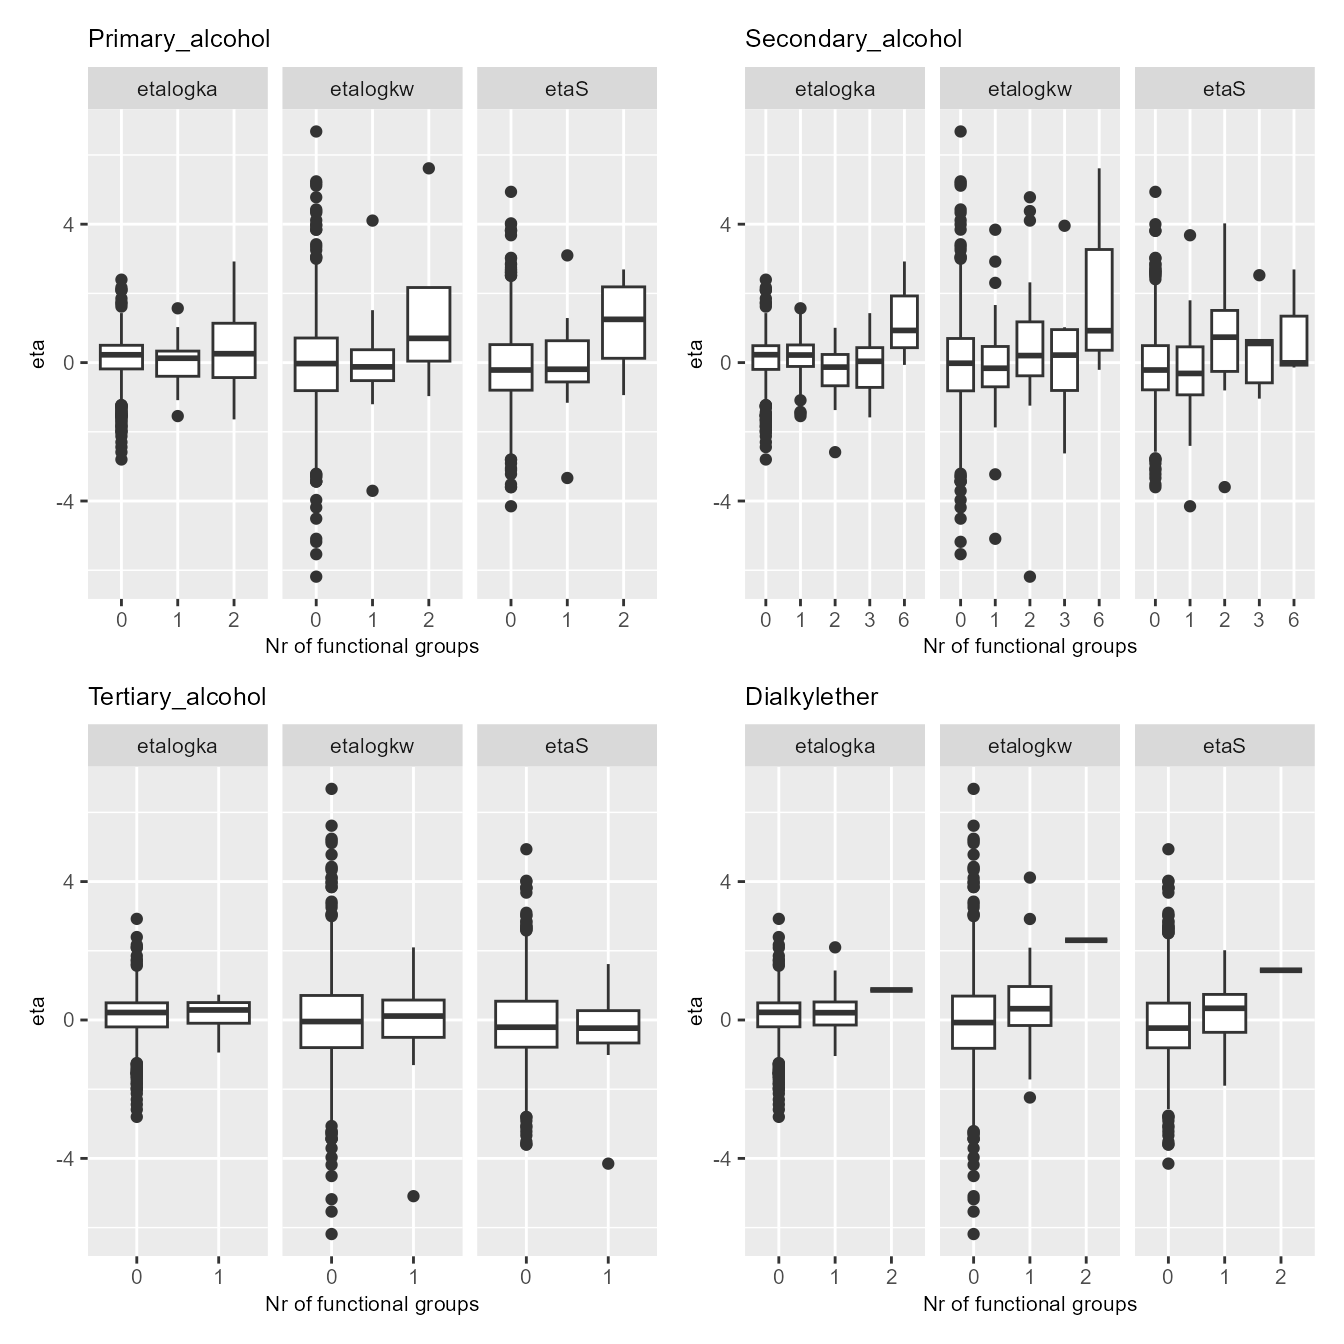 Primary_alcohol
etalogka etalogkw etaS
eta
4
0
-4
0 1 2 0 1 2 0 1 2
Nr of functional groups
Secondary_alcohol
etalogka etalogkw etaS
eta
4
0
-4
0 1 2 3 6 0 1 2 3 6 0 1 2 3 6
Nr of functional groups
Tertiary_alcohol
etalogka etalogkw etaS
eta
4
0
-4
0 1 0 1 0 1
Nr of functional groups
Dialkylether
etalogka etalogkw etaS
eta
4
0
-4
0 1 2 0 1 2 0 1 2
Nr of functional groups